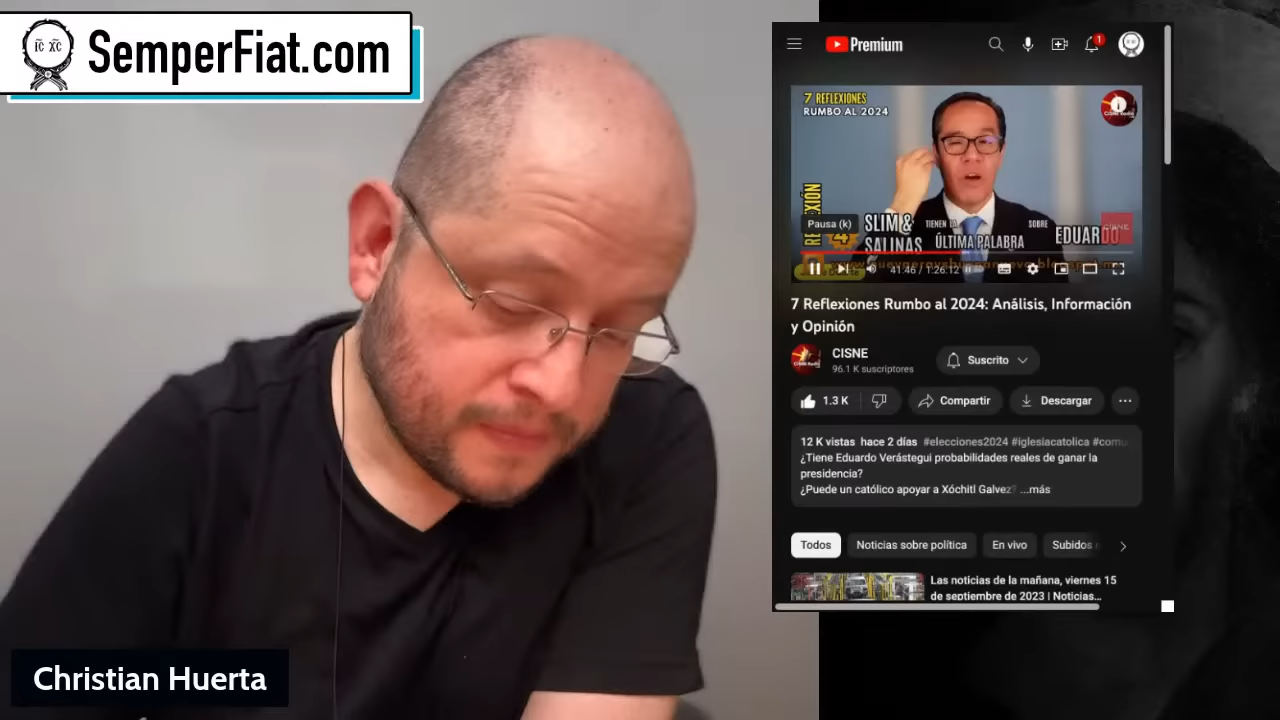 IC XC
SemperFiat.com
Christian Huerta
Premium
1
7 REFLEXIONES
RUMBO AL 2024
Pausa (k)
SLIM &
SALINAS
TIENEN LA
ÚLTIMA PALABRA
SOBRE
EDUARDO
CISNE
41:46 / 1:26:12
7 Reflexiones Rumbo al 2024: Análisis, Información
y Opinión
CISNE
96.1 K suscriptores
Suscrito
1.3 K
Compartir
Descargar
...
12 K vistas hace 2 días #elecciones2024 #iglesiacatolica #comu
¿Tiene Eduardo Verástegui probabilidades reales de ganar la
presidencia?
¿Puede un católico apoyar a Xóchitl Galvez? ...más
Todos
Noticias sobre política
En vivo
Subidos
Las noticias de la mañana, viernes 15
de septiembre de 2023 | Noticias...